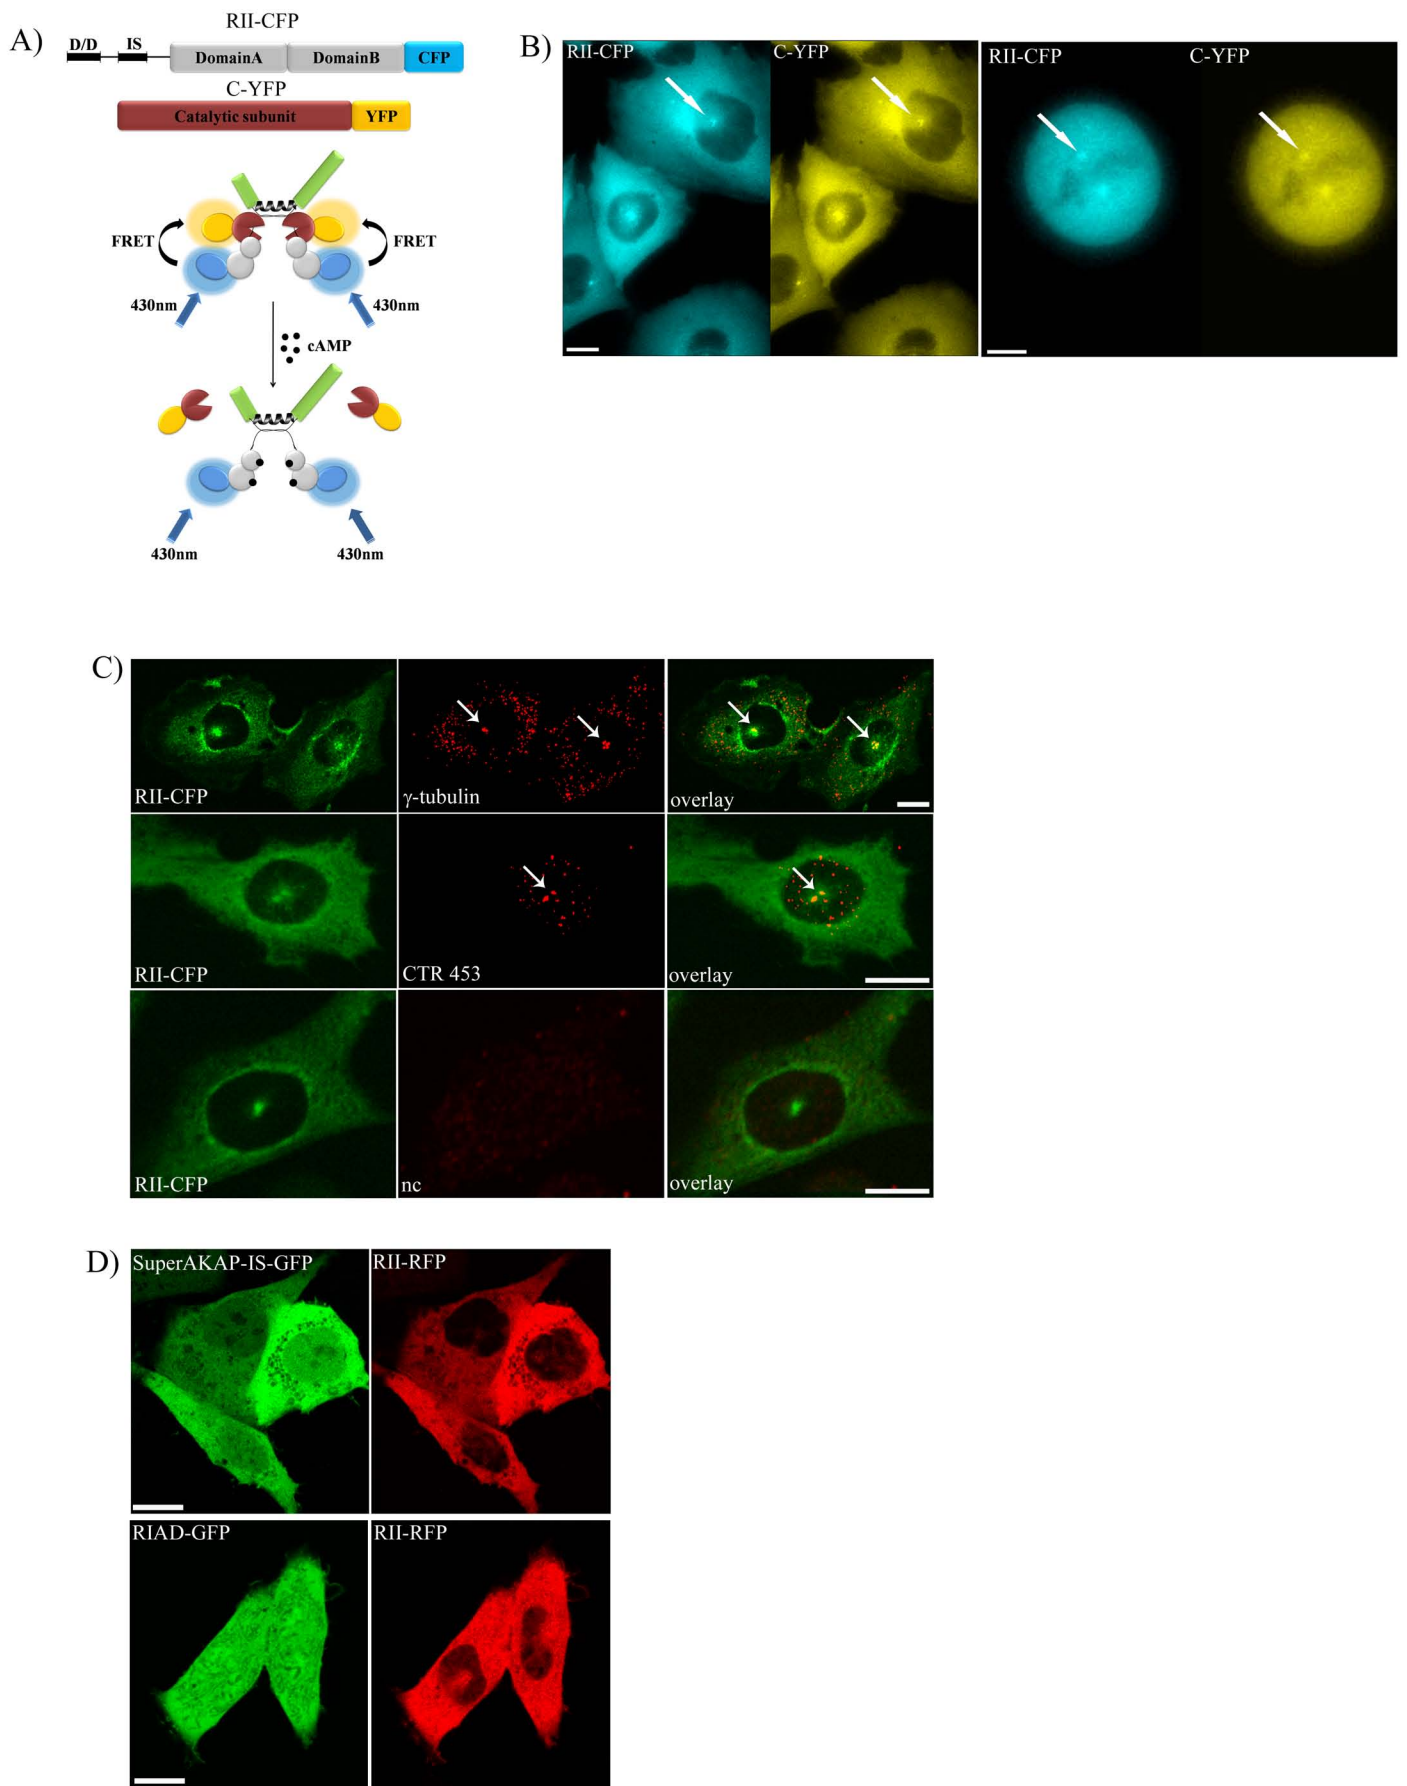 A)
RII-CFP
D/D IS
DomainA DomainB CFP
C-YFP
Catalytic subunit YFP
FRET FRET
430nm 430nm
cAMP
430nm 430nm
B)
RII-CFP C-YFP RII-CFP C-YFP
C)
RII-CFP γ-tubulin overlay
RII-CFP CTR 453 overlay
RII-CFP nc overlay
D)
SuperAKAP-IS-GFP RII-RFP
RIAD-GFP RII-RFP